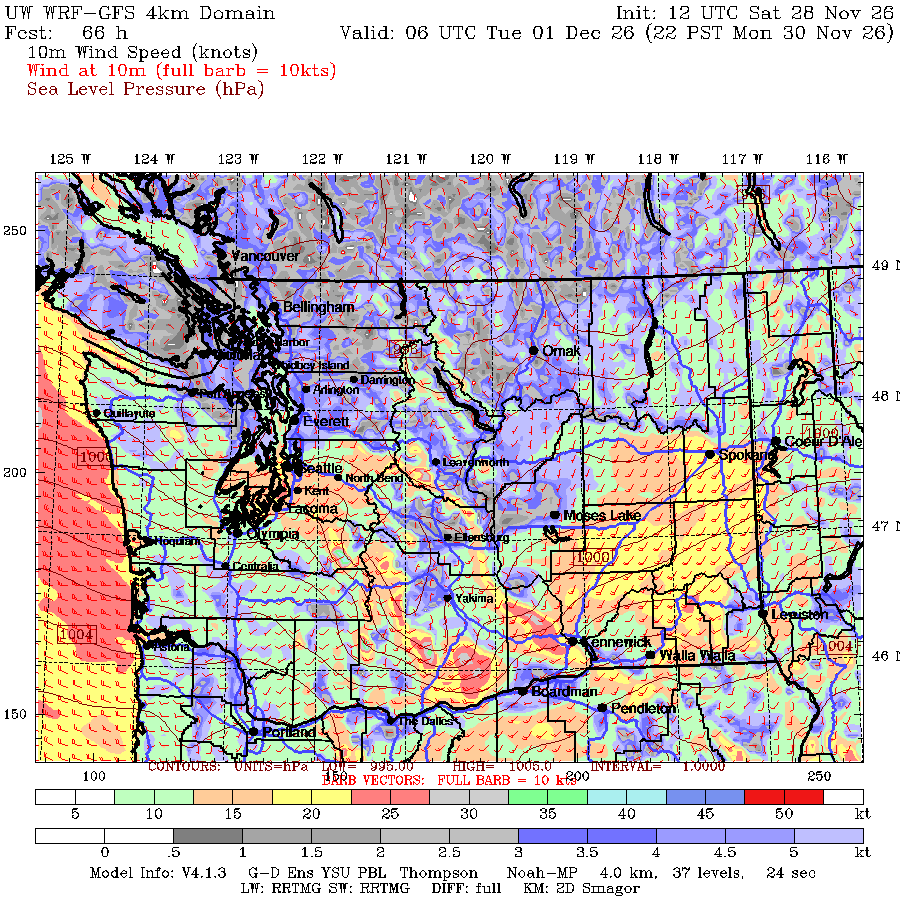 UW WRF-GFS 4km Domain Init: 12 UTC Sat 28 Nov 26
Fcst: 66 h Valid: 06 UTC Tue 01 Dec 26 (22 PST Mon 30 Nov 26)
10m Wind Speed (knots)
Wind at 10m (full barb = 10kts)
Sea Level Pressure (hPa)
125 W 124 W 123 W 122 W 121 W 120 W 119 W 118 W 117 W 116 W
250
Vancouver
49 N
Bellingham
Omak
Whidbey Island
Darrington
Arlington
48 N
Quillayute
Everett
1000
Coeur D'Ale
Spokane
Leavenworth
200
Seattle
North Bend
Kent
Tacoma
Moses Lake
47 N
Olympia
Hoquiam
Ellensburg
1000
Centralia
Yakima
Lewiston
1004
Kennewick
1004
Astoria
Walla Walla
46 N
Boardman
Pendleton
150
The Dalles
Portland
CONTOURS: UNITS=hPa LOW= 995.00 HIGH= 1005.0 INTERVAL= 1.0000
100 150 200 250
BARB VECTORS: FULL BARB = 10 kts
5 10 15 20 25 30 35 40 45 50 kt
0 .5 1 1.5 2 2.5 3 3.5 4 4.5 5 kt
Model Info: V4.1.3 G-D Ens YSU PBL Thompson Noah-MP 4.0 km, 37 levels, 24 sec
LW: RRTMG SW: RRTMG DIFF: full KM: 2D Smagor